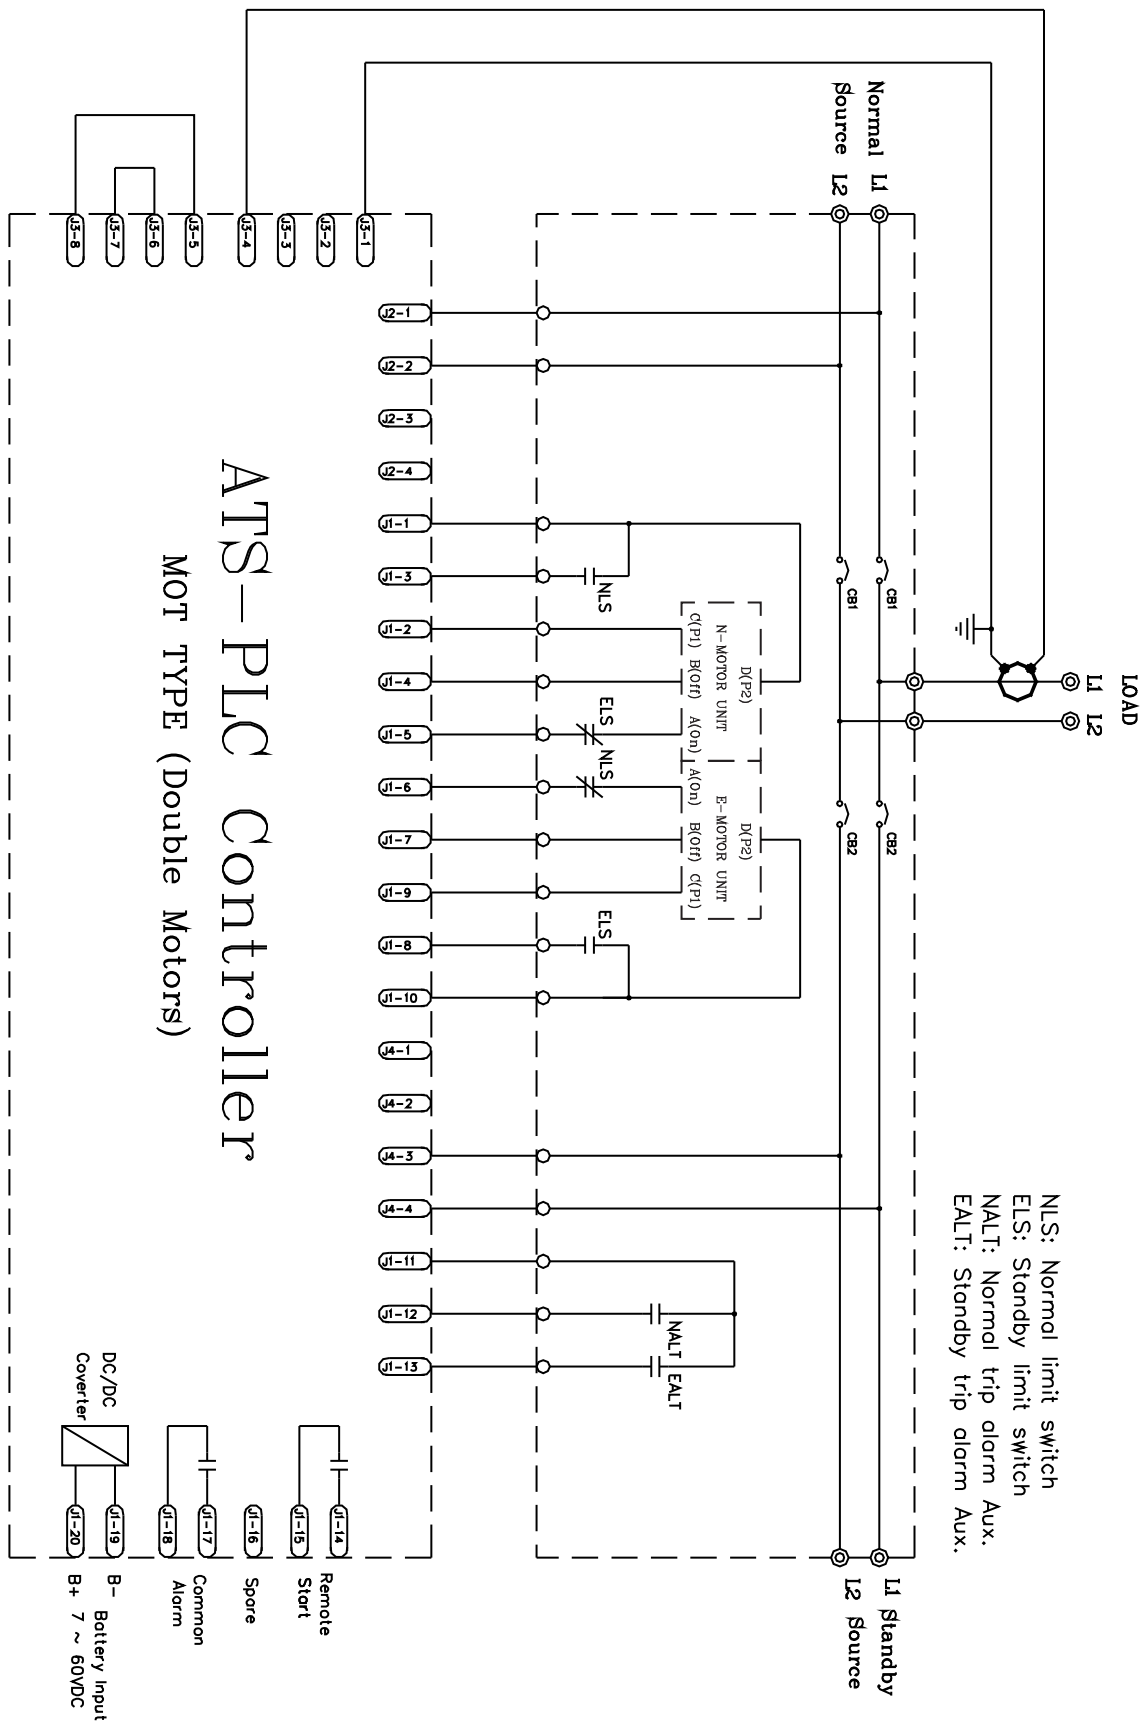 LOAD
L1
L2
Normal L1
Source L2
NLS: Normal limit switch
ELS: Standby limit switch
NALT: Normal trip alarm Aux.
EALT: Standby trip alarm Aux.
L1 Standby
L2 Source
CB1
CB1
CB2
CB2
D(P2)
N-MOTOR UNIT
C(P1)
B(Off)
A(On)
D(P2)
E-MOTOR UNIT
A(On)
B(Off)
C(P1)
NLS
ELS
NLS
ELS
NALT
EALT
J2-1
J2-2
J2-3
J2-4
J1-1
J1-3
J1-2
J1-4
J1-5
J1-6
J1-7
J1-9
J1-8
J1-10
J4-1
J4-2
J4-3
J4-4
J1-11
J1-12
J1-13
J3-1
J3-2
J3-3
J3-4
J3-5
J3-6
J3-7
J3-8
ATS-PLC Controller
MOT TYPE (Double Motors)
J1-14
J1-15
Remote
Start
J1-16
Spare
J1-17
J1-18
Common
Alarm
DC/DC
Coverter
J1-19
J1-20
B- Battery Input
B+ 7 ~ 60VDC